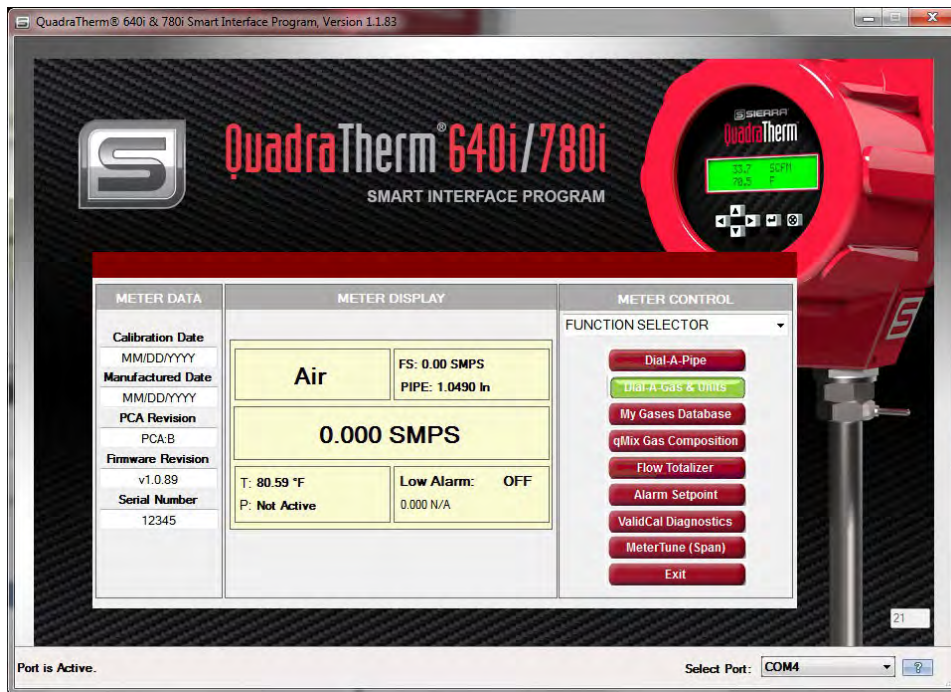 QuadraTherm® 640i & 780i Smart Interface Program, Version 1.1.83
S
QuadraTherm® 640i/780i
SMART INTERFACE PROGRAM
SIERRA
QuadraTherm
33.7 SCFM
78.5 F
METER DATA
Calibration Date
MM/DD/YYYY
Manufactured Date
MM/DD/YYYY
PCA Revision
PCA:B
Firmware Revision
v1.0.89
Serial Number
12345
METER DISPLAY
Air
FS: 0.00 SMPS
PIPE: 1.0490 In
0.000 SMPS
T: 80.59 °F
P: Not Active
Low Alarm: OFF
0.000 N/A
METER CONTROL
FUNCTION SELECTOR
Dial-A-Pipe
Dial-A-Gas & Units
My Gases Database
qMix Gas Composition
Flow Totalizer
Alarm Setpoint
ValidCal Diagnostics
MeterTune (Span)
Exit
S
21
Port is Active.
Select Port: COM4
?